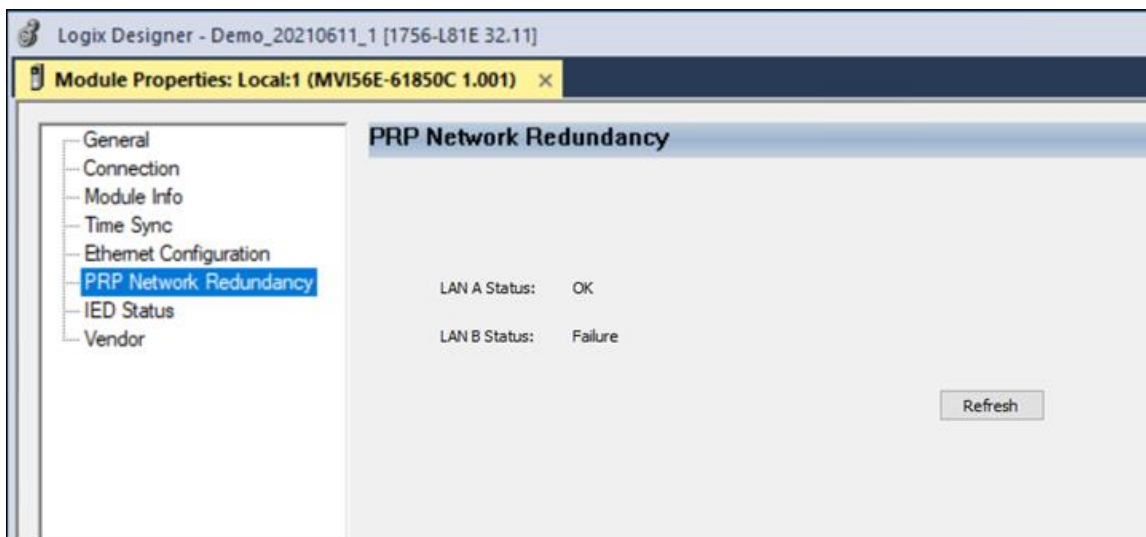 Logix Designer - Demo_20210611_1 [1756-L81E 32.11]
Module Properties: Local:1 (MVI56E-61850C 1.001) ×
General
Connection
Module Info
Time Sync
Ethernet Configuration
PRP Network Redundancy
IED Status
Vendor
PRP Network Redundancy
LAN A Status: OK
LAN B Status: Failure
Refresh